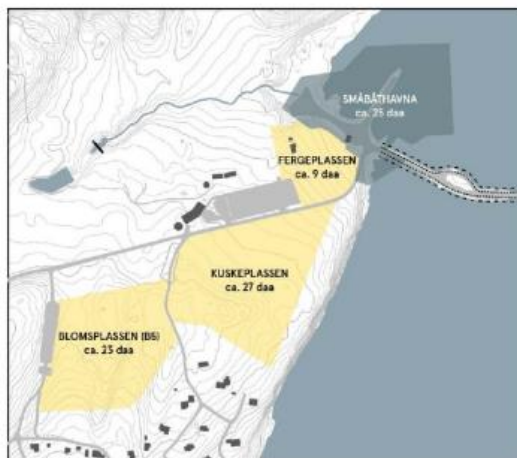 SMÅBÅTHAVNA
ca. 25 daa
FERGEPLASSEN
ca. 9 daa
KUSKEPLASSEN
ca. 27 daa
BLOMSPLASSEN (B5)
ca. 23 daa